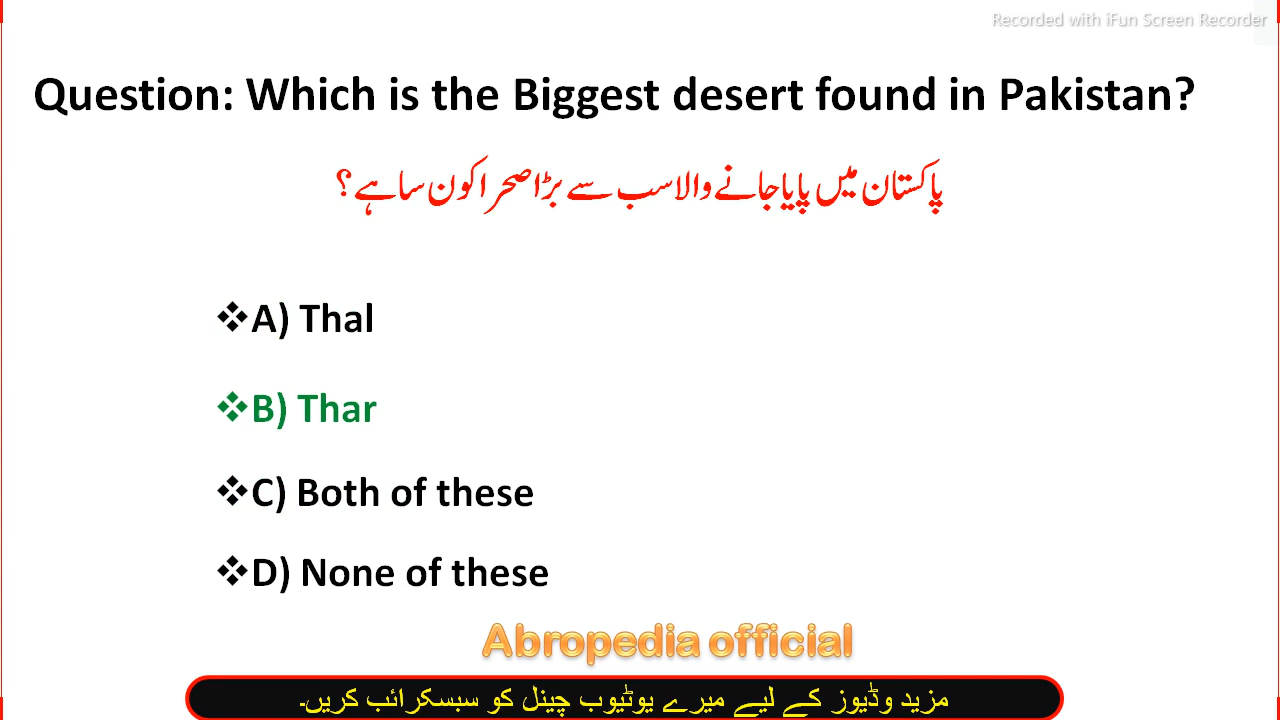 Recorded with iFun Screen Recorder
Question: Which is the Biggest desert found in Pakistan?
پاکستان میں پایا جانے والا سب سے بڑا صحرا کون سا ہے؟
❖A) Thal
❖B) Thar
❖C) Both of these
❖D) None of these
Abropedia official
مزید وڈیوز کے لیے میرے یوٹیوب چینل کو سبسکرائب کریں۔